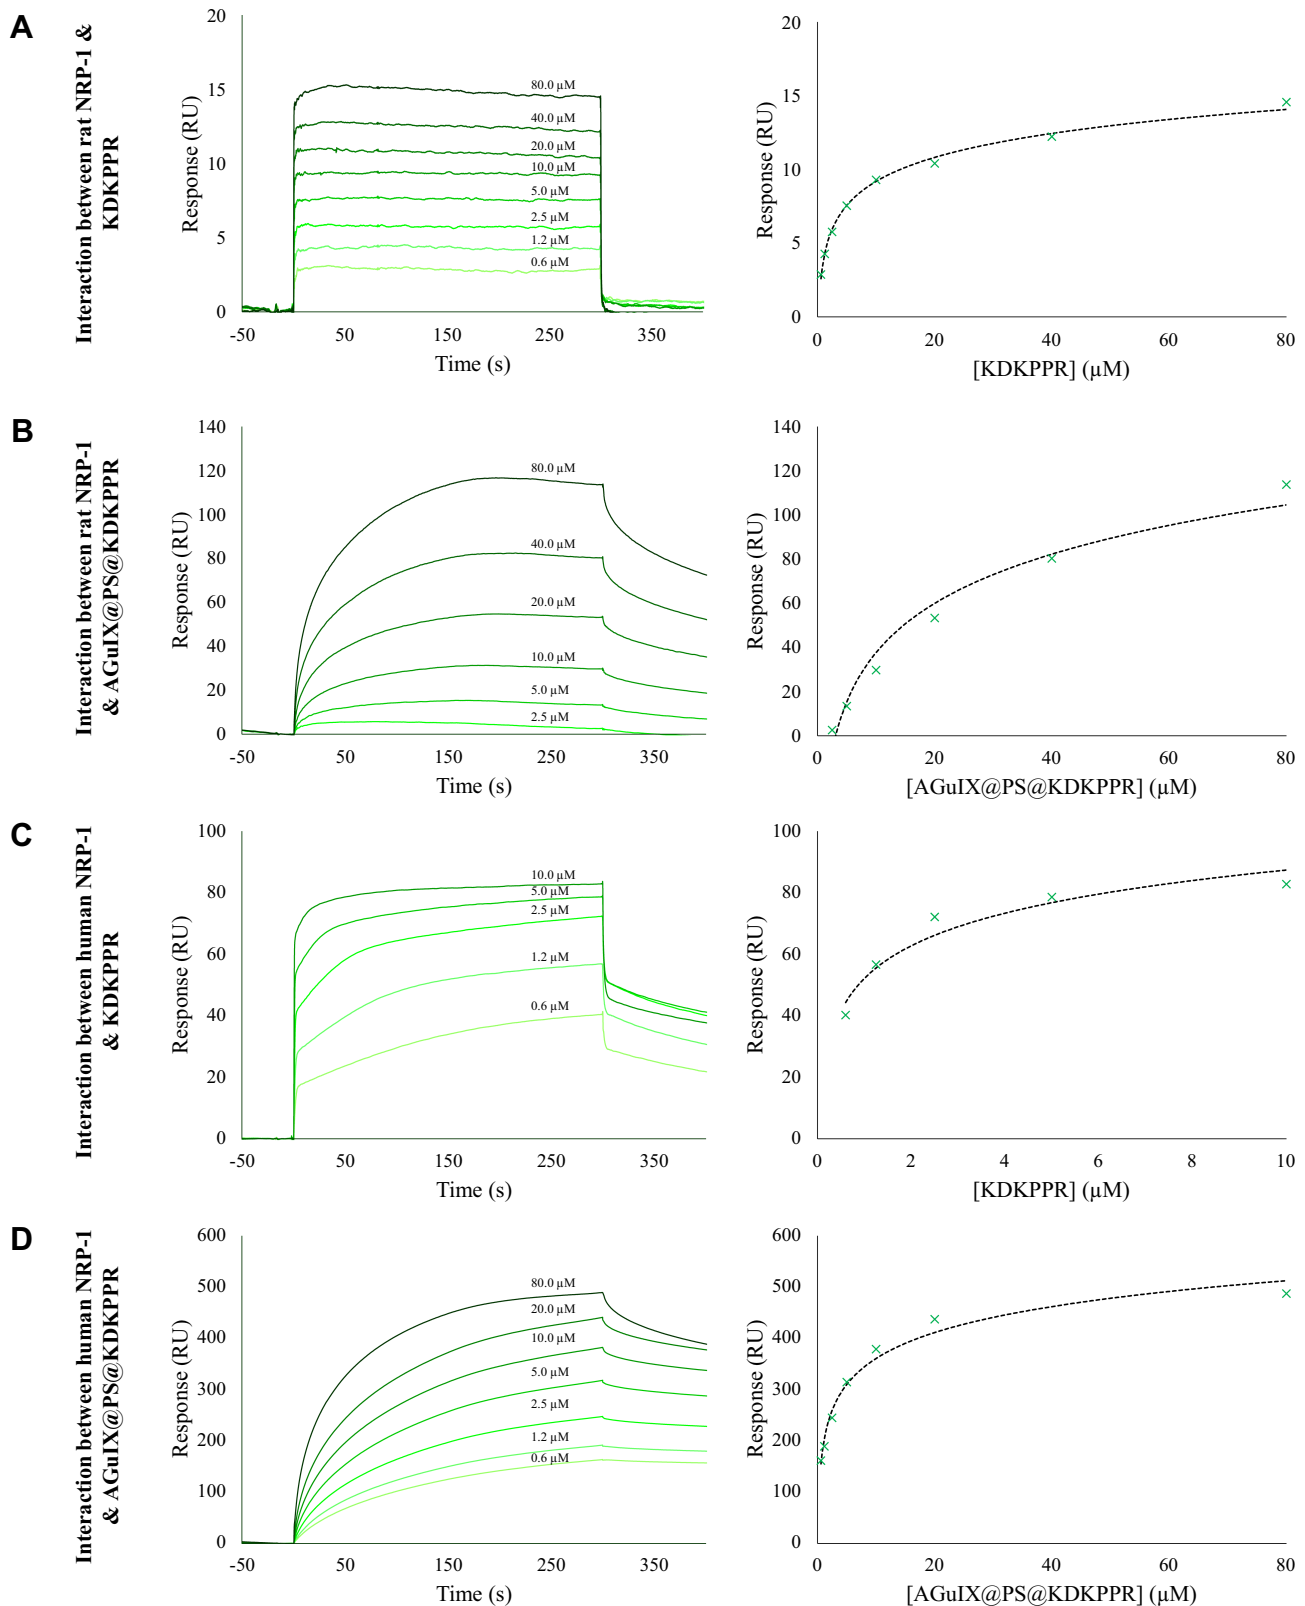 A
Interaction between rat NRP-1 &
KDKPPR
Response (RU)
20
15
10
5
0
80.0 µM
40.0 µM
20.0 µM
10.0 µM
5.0 µM
2.5 µM
1.2 µM
0.6 µM
-50
50
150
250
350
Time (s)
Response (RU)
20
15
10
5
0
0
20
40
60
80
[KDKPPR] (µM)
B
Interaction between rat NRP-1
& AGuIX@PS@KDKPPR
Response (RU)
140
120
100
80
60
40
20
0
80.0 µM
40.0 µM
20.0 µM
10.0 µM
5.0 µM
2.5 µM
-50
50
150
250
350
Time (s)
Response (RU)
140
120
100
80
60
40
20
0
0
20
40
60
80
[AGuIX@PS@KDKPPR] (µM)
C
Interaction between human NRP-1
& KDKPPR
Response (RU)
100
80
60
40
20
0
10.0 µM
5.0 µM
2.5 µM
1.2 µM
0.6 µM
-50
50
150
250
350
Time (s)
Response (RU)
100
80
60
40
20
0
0
2
4
6
8
10
[KDKPPR] (µM)
D
Interaction between human NRP-1
& AGuIX@PS@KDKPPR
Response (RU)
600
500
400
300
200
100
0
80.0 µM
20.0 µM
10.0 µM
5.0 µM
2.5 µM
1.2 µM
0.6 µM
-50
50
150
250
350
Time (s)
Response (RU)
600
500
400
300
200
100
0
0
20
40
60
80
[AGuIX@PS@KDKPPR] (µM)